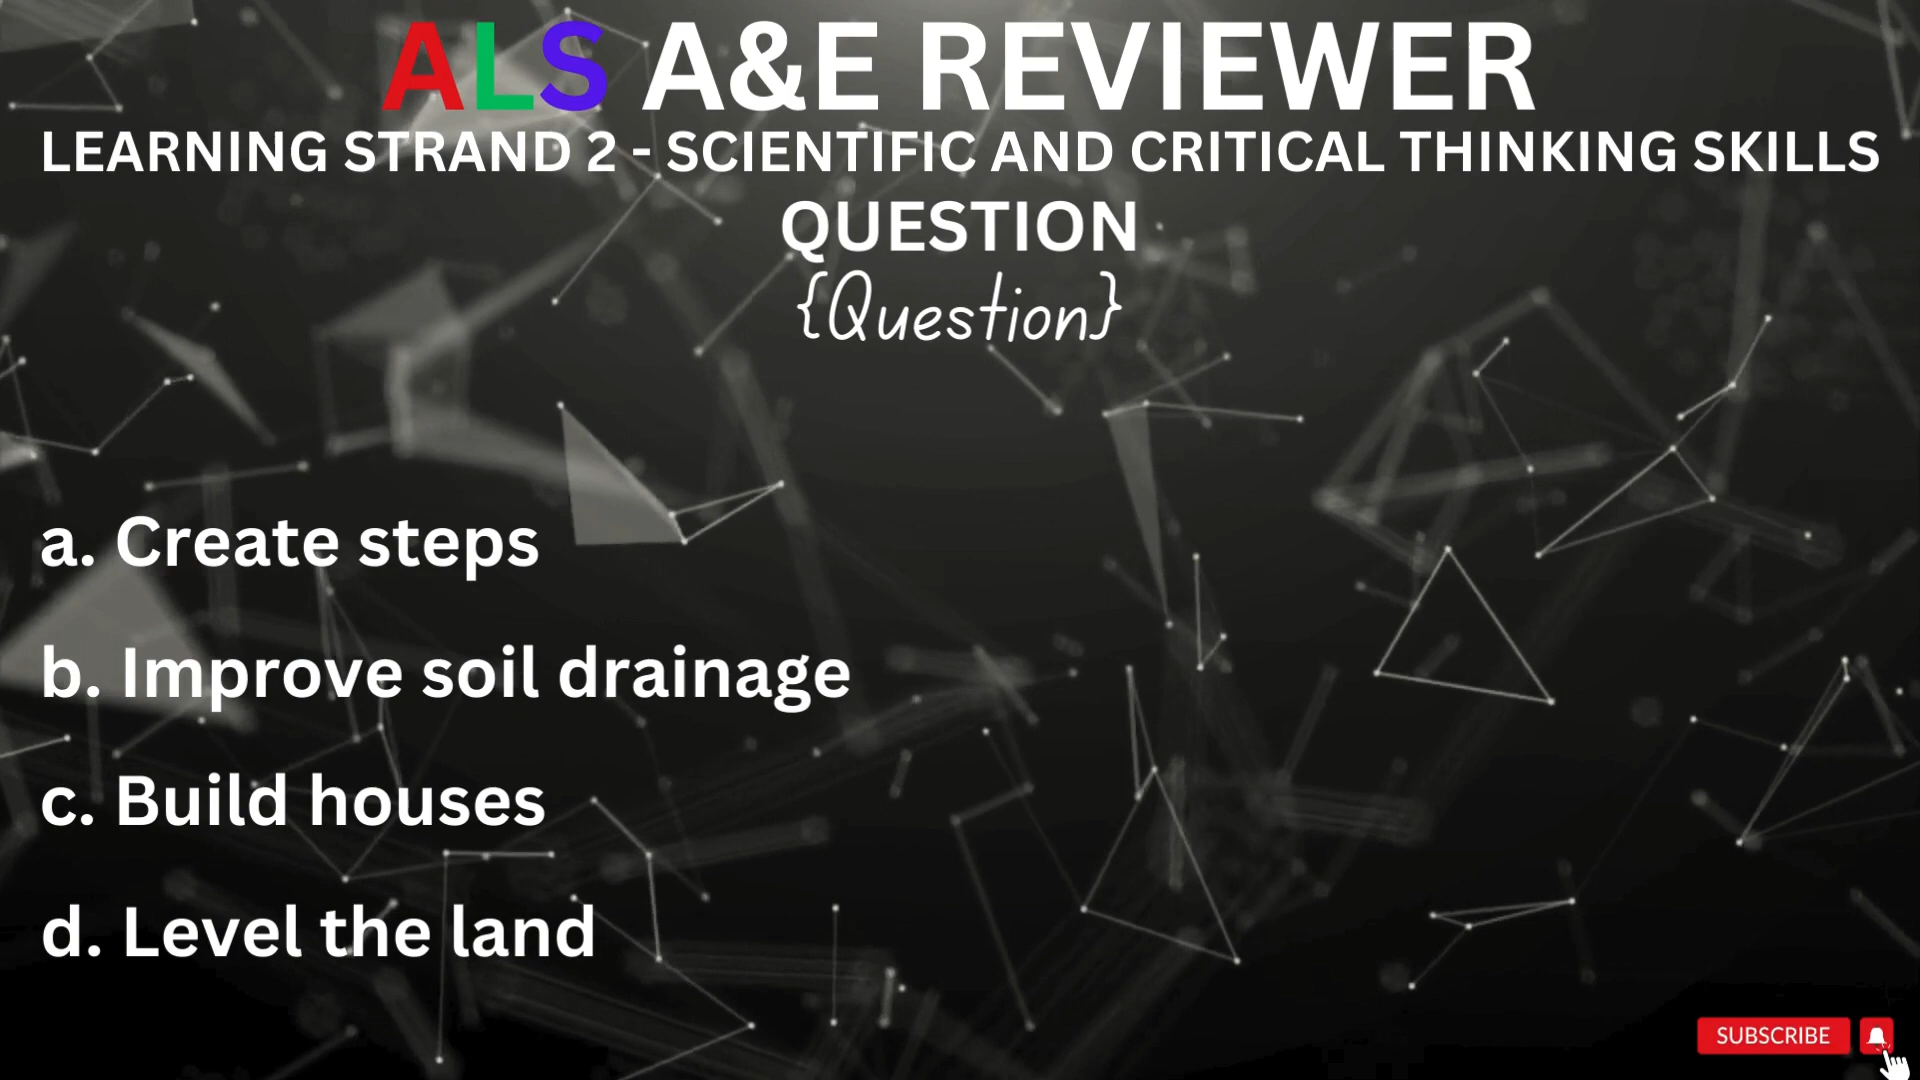 ALS A&E REVIEWER
LEARNING STRAND 2 - SCIENTIFIC AND CRITICAL THINKING SKILLS
QUESTION
{Question}
a. Create steps
b. Improve soil drainage
c. Build houses
d. Level the land
SUBSCRIBE